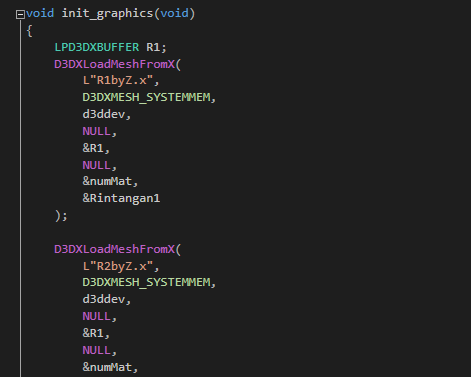 void init_graphics(void)
{
LPD3DXBUFFER R1;
D3DXLoadMeshFromX(
L"R1byZ.x",
D3DXMESH_SYSTEMMEM,
d3ddev,
NULL,
&R1,
NULL,
&numMat,
&Rintangan1
);
D3DXLoadMeshFromX(
L"R2byZ.x",
D3DXMESH_SYSTEMMEM,
d3ddev,
NULL,
&R1,
NULL,
&numMat,